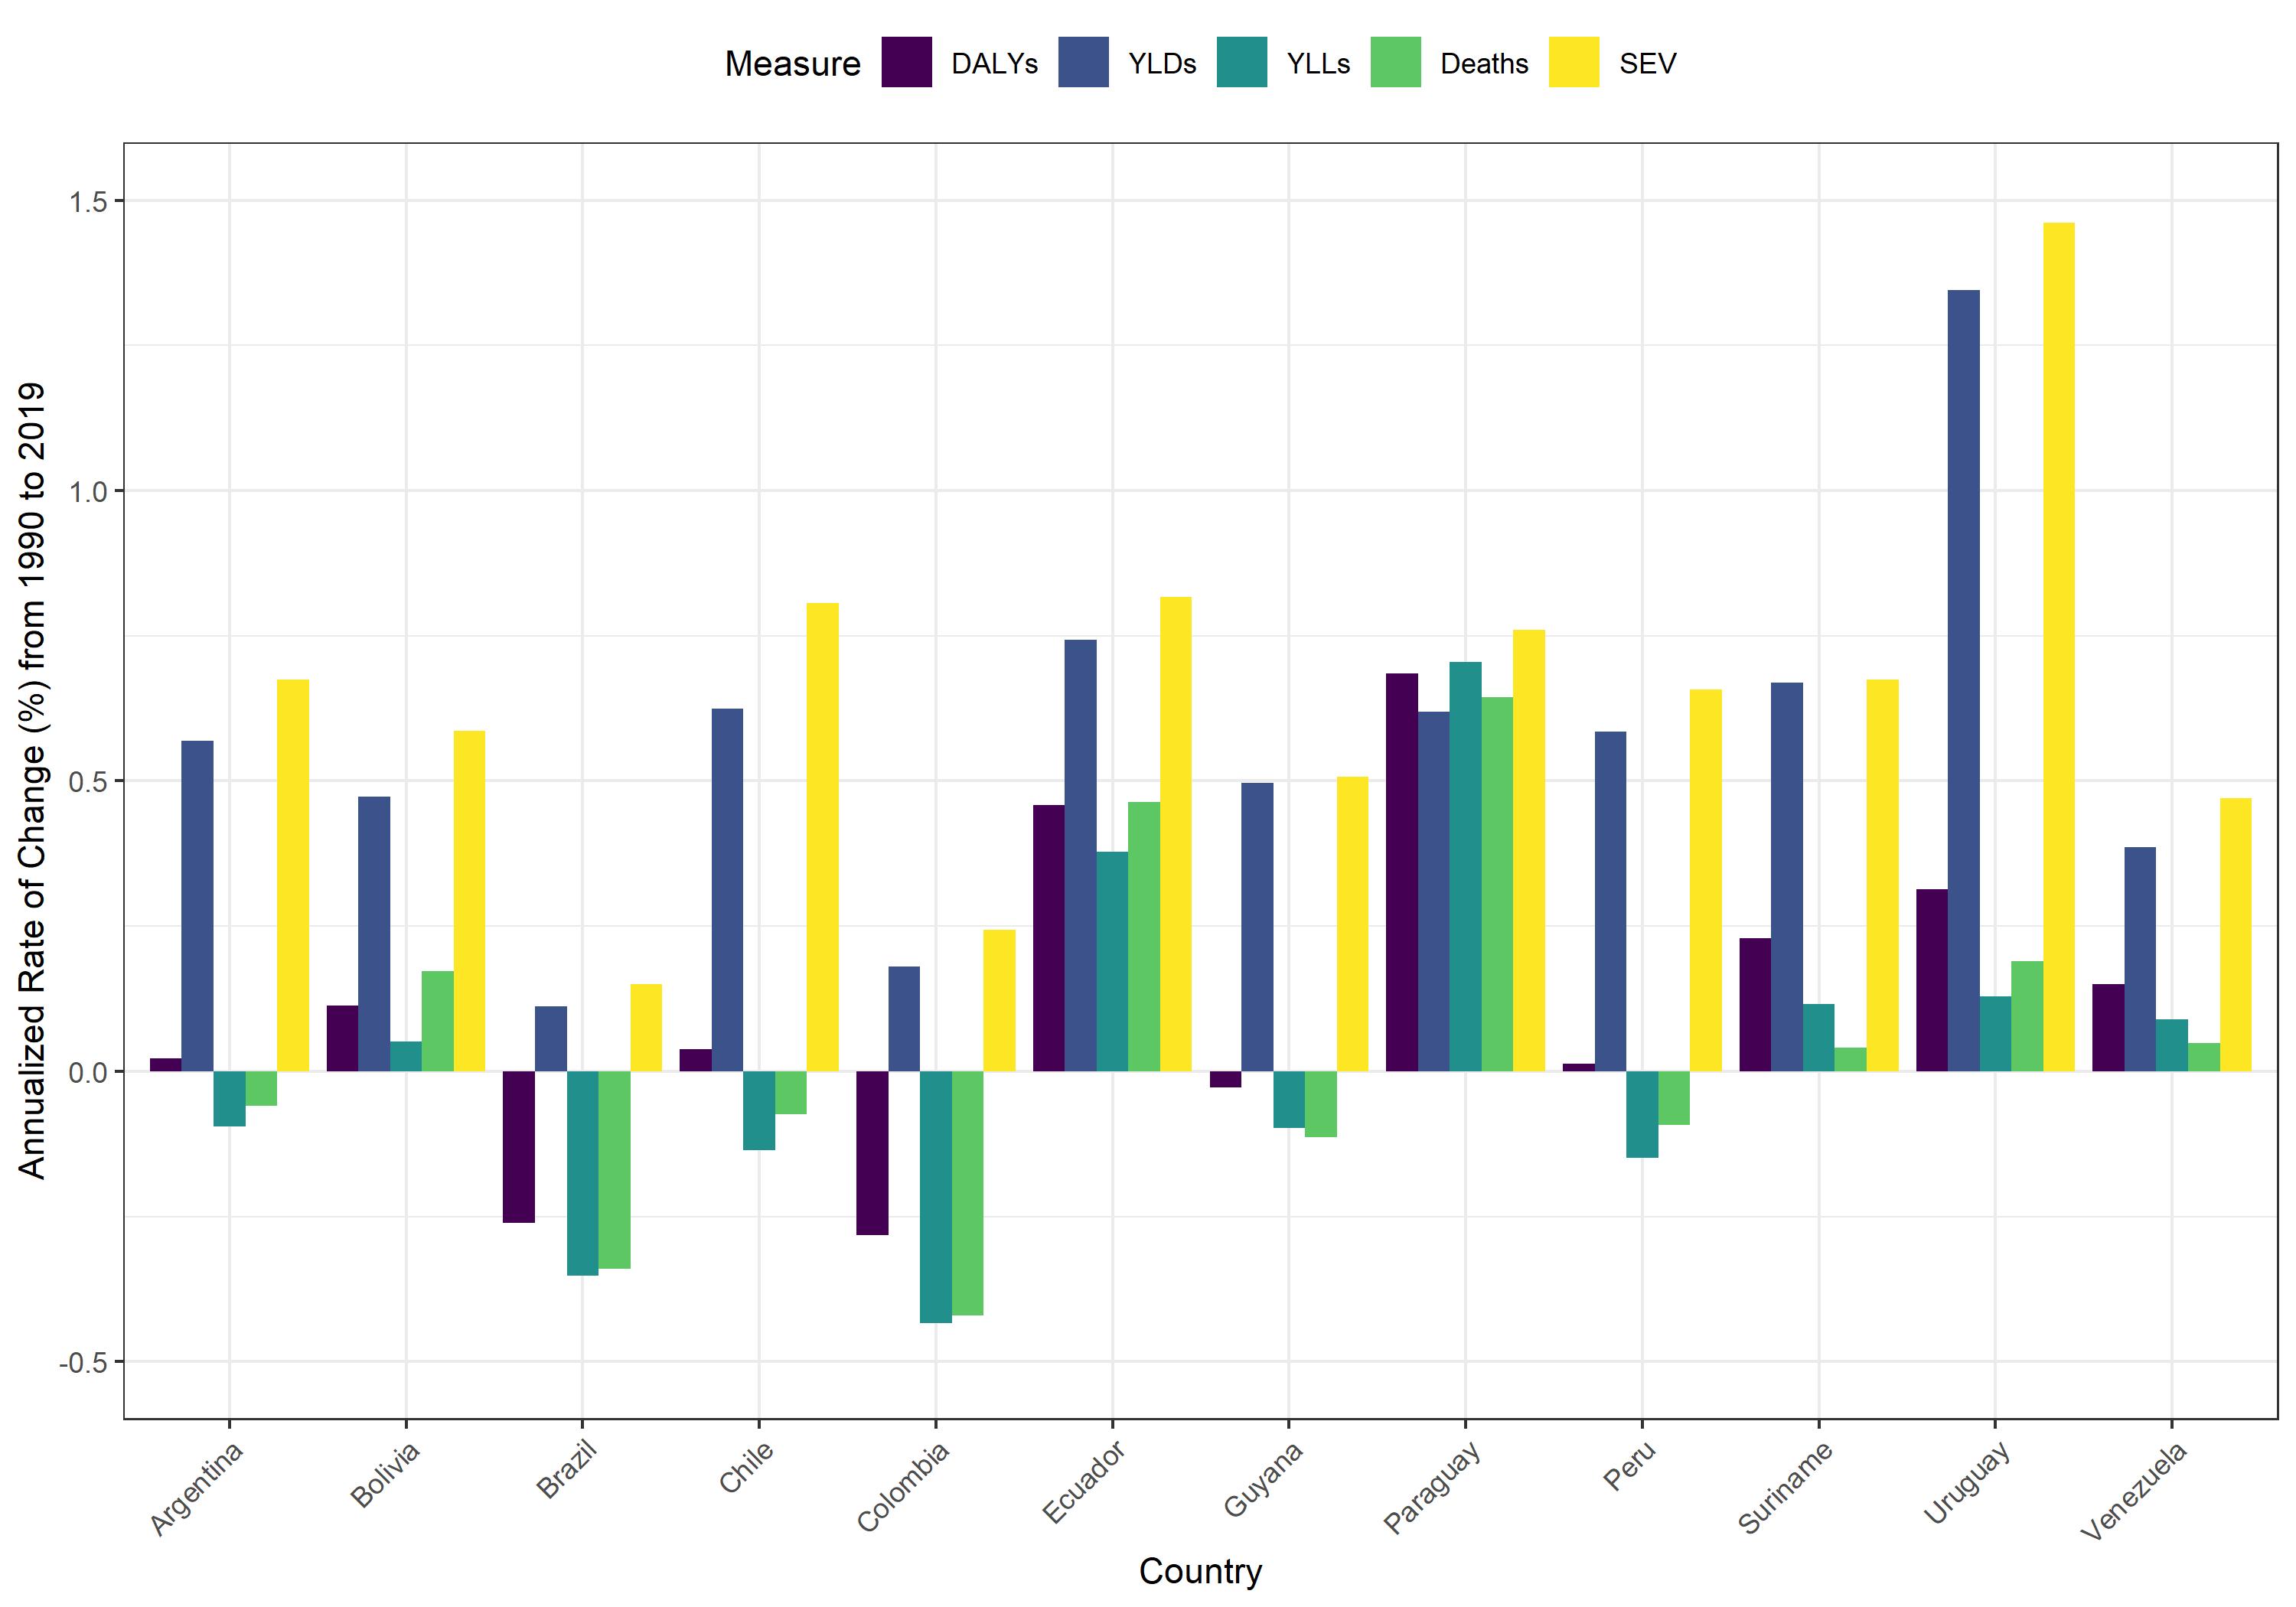 Measure DALYs YLDs YLLs Deaths SEV
Annualized Rate of Change (%) from 1990 to 2019
1.5
1.0
0.5
0.0
-0.5
Argentina Bolivia Brazil Chile Colombia Ecuador Guyana Paraguay Peru Suriname Uruguay Venezuela
Country